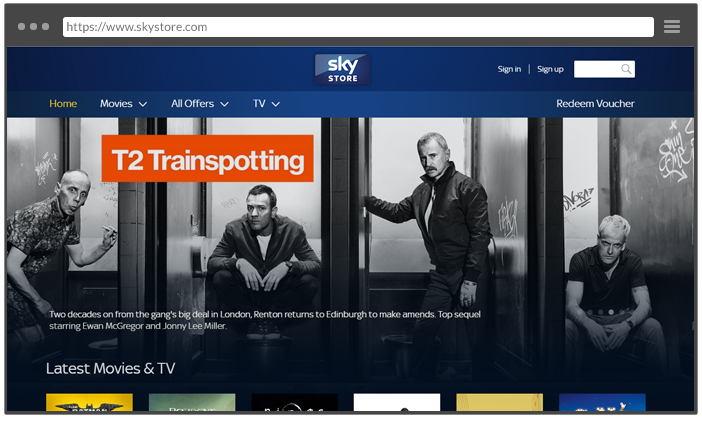 https://www.skystore.com
sky
STORE
Sign in | Sign up
Home Movies All Offers TV Redeem Voucher
T2 Trainspotting
Two decades on from the gang's big deal in London, Renton returns to Edinburgh to make amends. Top sequel
starring Ewan McGregor and Jonny Lee Miller.
Latest Movies & TV
BATMAN